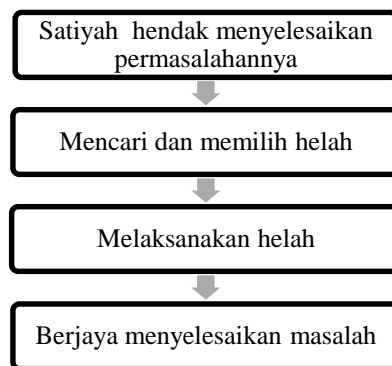 Satiyah hendak menyelesaikan
permasalahannya
Mencari dan memilih helah
Melaksanakan helah
Berjaya menyelesaikan masalah